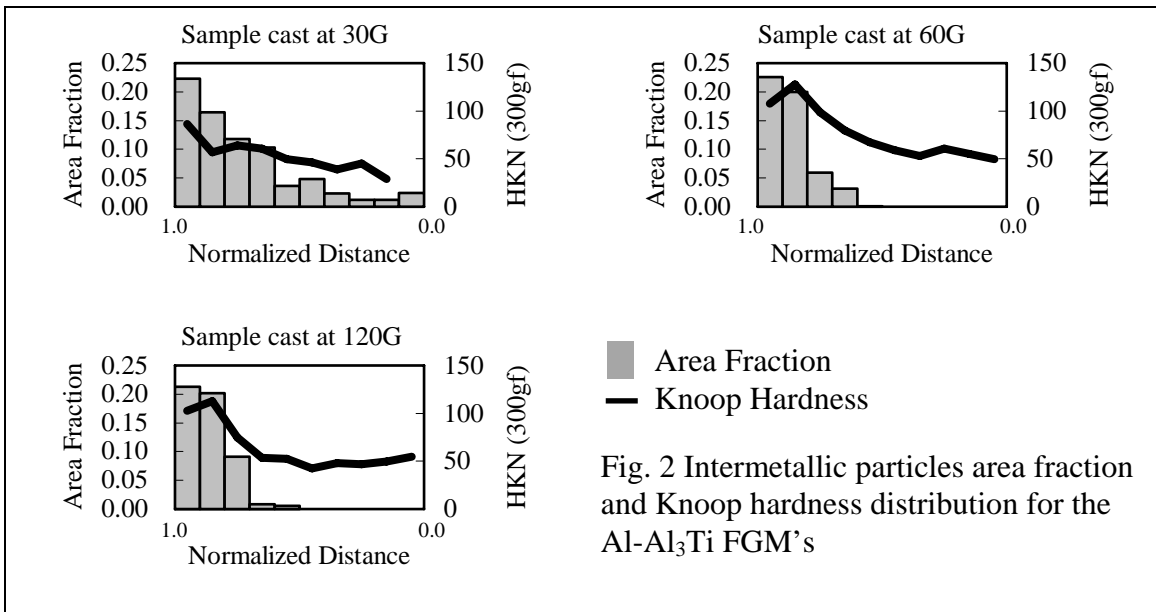 Sample cast at 30G
0.25
0.20
0.15
0.10
0.05
0.00
Area Fraction
150
100
50
0
HKN (300gf)
1.0 0.0
Normalized Distance
Sample cast at 60G
0.25
0.20
0.15
0.10
0.05
0.00
Area Fraction
150
100
50
0
HKN (300gf)
1.0 0.0
Normalized Distance
Sample cast at 120G
0.25
0.20
0.15
0.10
0.05
0.00
Area Fraction
150
100
50
0
HKN (300gf)
1.0 0.0
Normalized Distance
Area Fraction
Knoop Hardness
Fig. 2 Intermetallic particles area fraction
and Knoop hardness distribution for the
Al-Al₃Ti FGM's